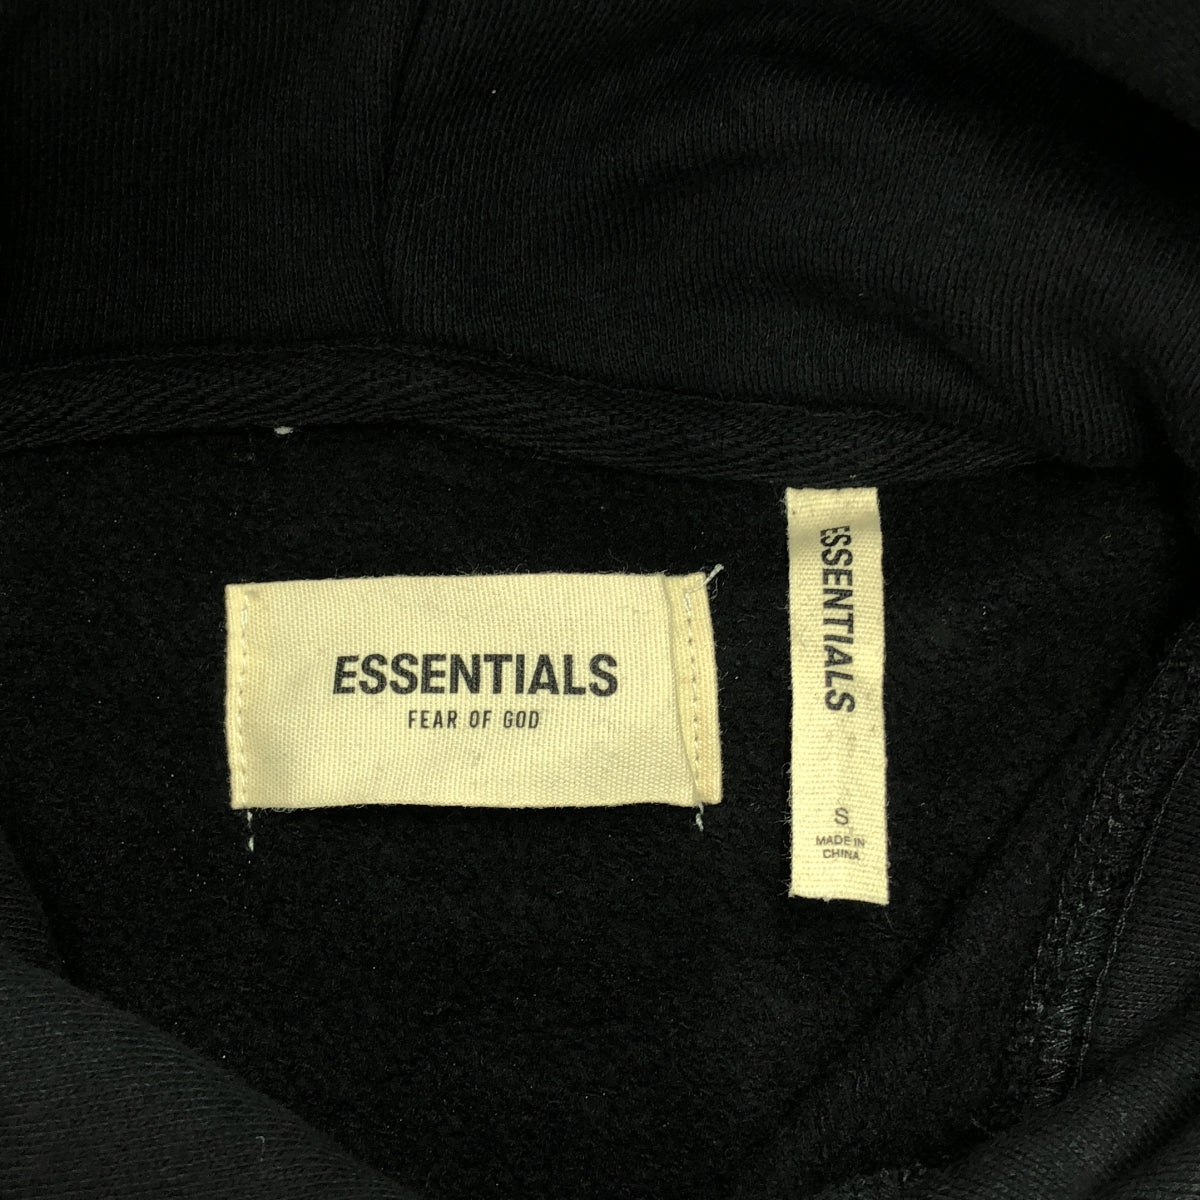 ESSENTIALS
FEAR OF GOD
ESSENTIALS
S
MADE IN
CHINA